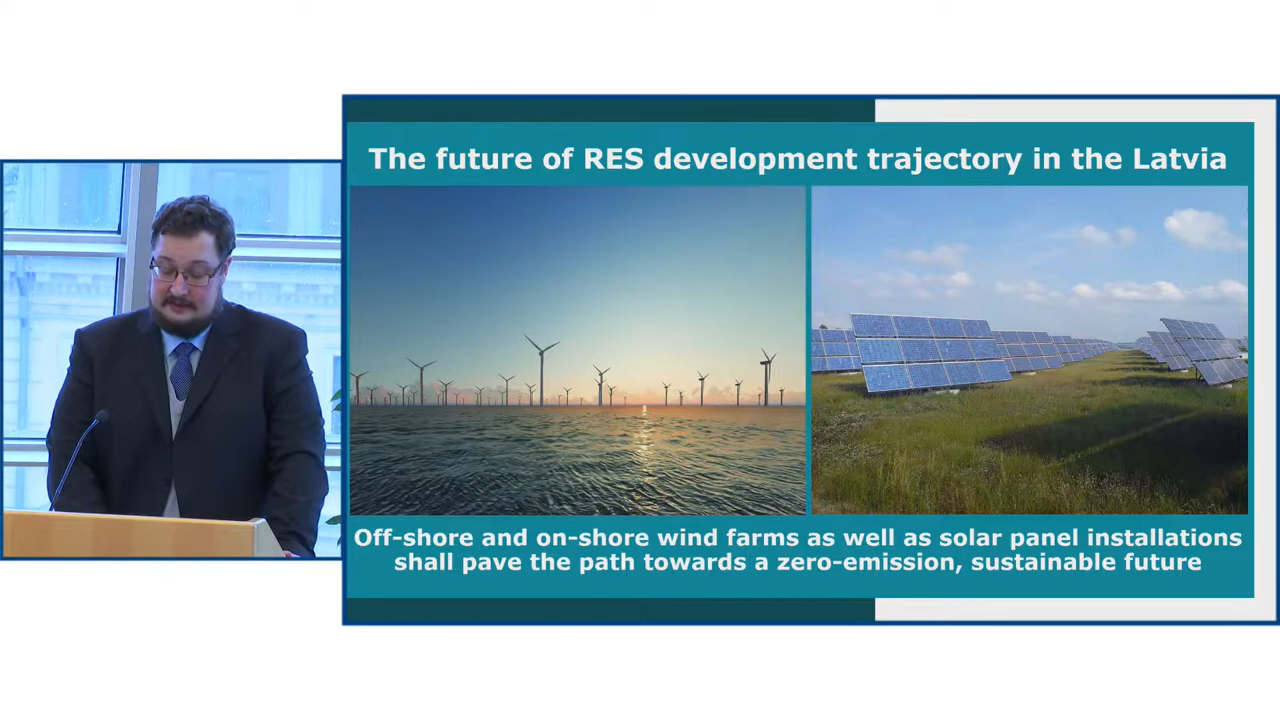 The future of RES development trajectory in the Latvia
Off-shore and on-shore wind farms as well as solar panel installations
shall pave the path towards a zero-emission, sustainable future